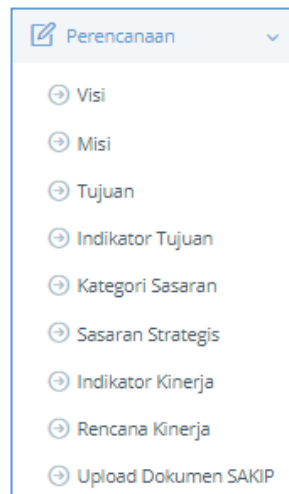 Perencanaan
Visi
Misi
Tujuan
Indikator Tujuan
Kategori Sasaran
Sasaran Strategis
Indikator Kinerja
Rencana Kinerja
Upload Dokumen SAKIP